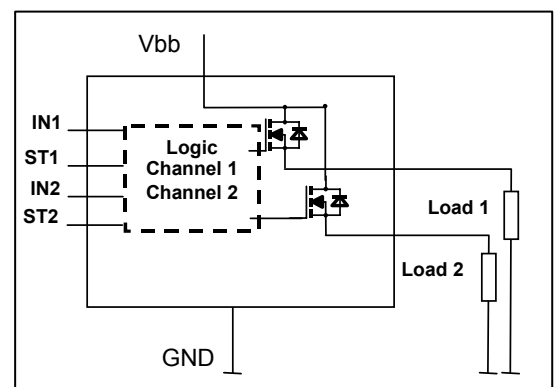 Vbb
IN1
ST1
IN2
ST2
Logic
Channel 1
Channel 2
Load 1
Load 2
GND